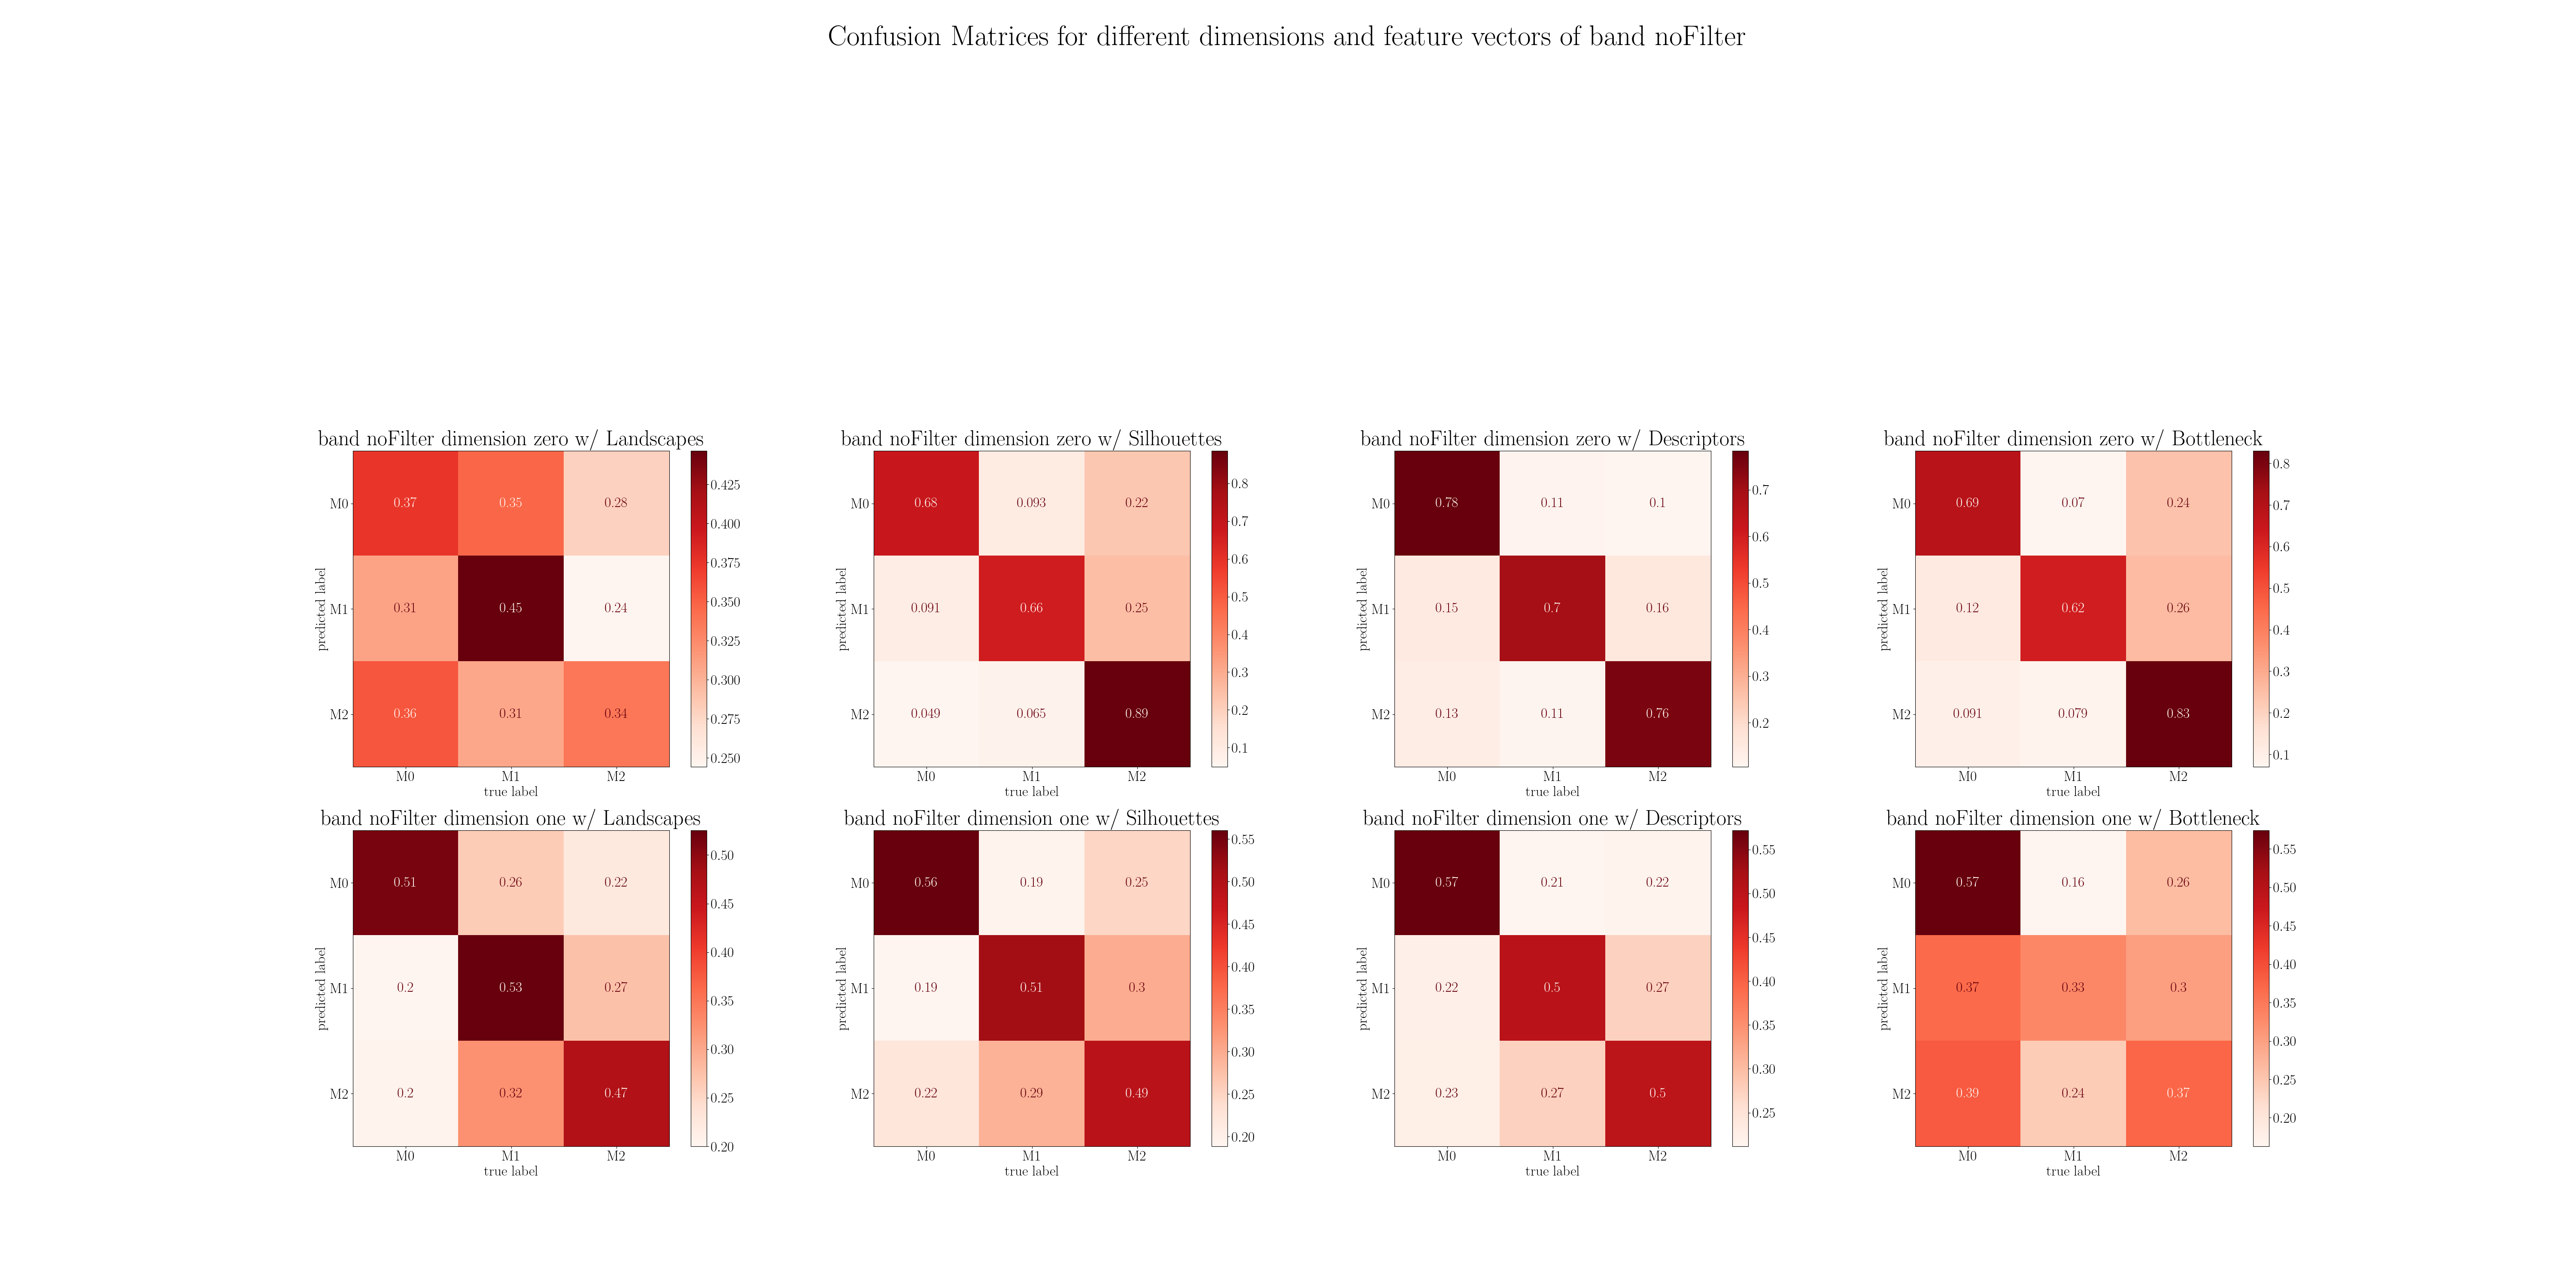 Confusion Matrices for different dimensions and feature vectors of band noFilter
band noFilter dimension zero w/ Landscapes
predicted label
M0 0.37 0.35 0.28
M1 0.31 0.45 0.24
M2 0.36 0.31 0.34
M0 M1 M2
true label
0.425
0.400
0.375
0.350
0.325
0.300
0.275
0.250
band noFilter dimension zero w/ Silhouettes
predicted label
M0 0.68 0.093 0.22
M1 0.091 0.66 0.25
M2 0.049 0.065 0.89
M0 M1 M2
true label
0.8
0.7
0.6
0.5
0.4
0.3
0.2
0.1
band noFilter dimension zero w/ Descriptors
predicted label
M0 0.78 0.11 0.1
M1 0.15 0.7 0.16
M2 0.13 0.11 0.76
M0 M1 M2
true label
0.7
0.6
0.5
0.4
0.3
0.2
band noFilter dimension zero w/ Bottleneck
predicted label
M0 0.69 0.07 0.24
M1 0.12 0.62 0.26
M2 0.091 0.079 0.83
M0 M1 M2
true label
0.8
0.7
0.6
0.5
0.4
0.3
0.2
0.1
band noFilter dimension one w/ Landscapes
predicted label
M0 0.51 0.26 0.22
M1 0.2 0.53 0.27
M2 0.2 0.32 0.47
M0 M1 M2
true label
0.50
0.45
0.40
0.35
0.30
0.25
0.20
band noFilter dimension one w/ Silhouettes
predicted label
M0 0.56 0.19 0.25
M1 0.19 0.51 0.3
M2 0.22 0.29 0.49
M0 M1 M2
true label
0.55
0.50
0.45
0.40
0.35
0.30
0.25
0.20
band noFilter dimension one w/ Descriptors
predicted label
M0 0.57 0.21 0.22
M1 0.22 0.5 0.27
M2 0.23 0.27 0.5
M0 M1 M2
true label
0.55
0.50
0.45
0.40
0.35
0.30
0.25
band noFilter dimension one w/ Bottleneck
predicted label
M0 0.57 0.16 0.26
M1 0.37 0.33 0.3
M2 0.39 0.24 0.37
M0 M1 M2
true label
0.55
0.50
0.45
0.40
0.35
0.30
0.25
0.20